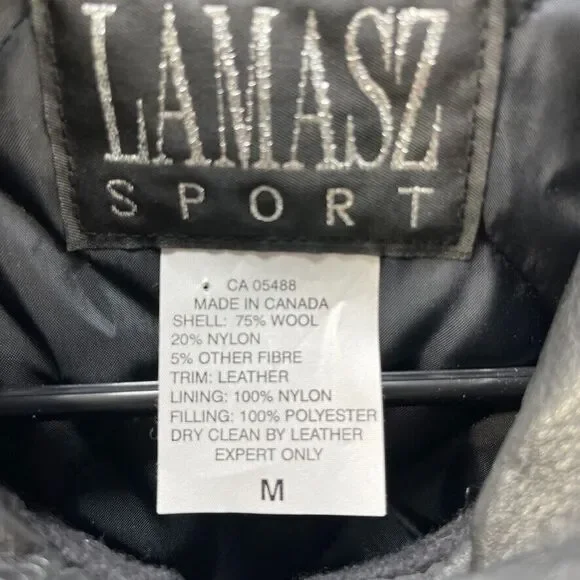 LAMASZ
SPORT
CA 05488
MADE IN CANADA
SHELL: 75% WOOL
20% NYLON
5% OTHER FIBRE
TRIM: LEATHER
LINING: 100% NYLON
FILLING: 100% POLYESTER
DRY CLEAN BY LEATHER
EXPERT ONLY
M